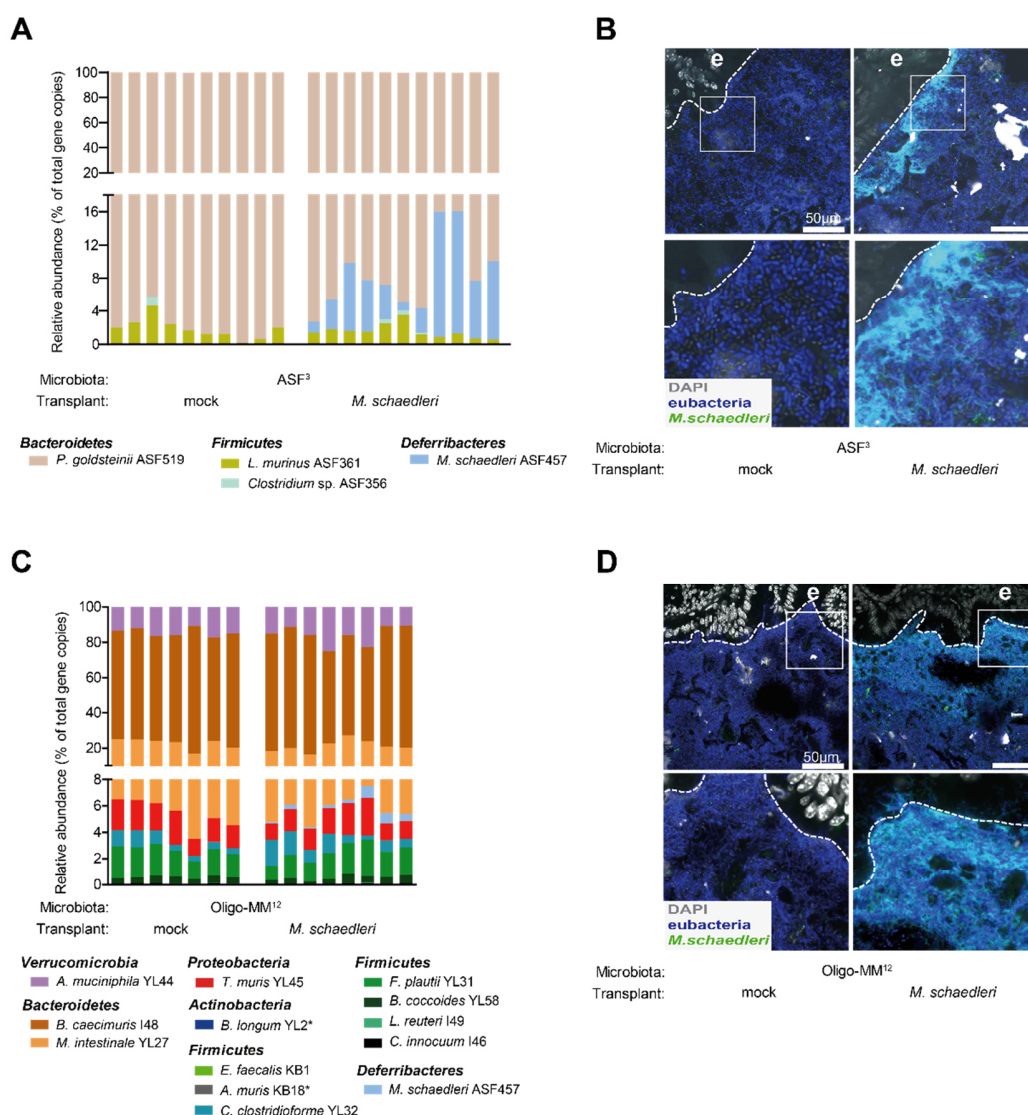 A
Relative abundance (% of total gene copies)
100
80
60
40
20
16
12
8
4
0
Microbiota:
ASF³
Transplant:
mock
M. schaedleri
Bacteroidetes
P. goldsteinii ASF519
Firmicutes
L. murinus ASF361
Clostridium sp. ASF356
Deferribacteres
M. schaedleri ASF457
B
e
e
50µm
DAPI
eubacteria
M.schaedleri
Microbiota:
ASF³
Transplant:
mock
M. schaedleri
C
Relative abundance (% of total gene copies)
100
80
60
40
20
8
6
4
2
0
Microbiota:
Oligo-MM¹²
Transplant:
mock
M. schaedleri
Verrucomicrobia
A. muciniphila YL44
Bacteroidetes
B. caecimuris I48
M. intestinale YL27
Proteobacteria
T. muris YL45
Actinobacteria
B. longum YL2*
Firmicutes
E. faecalis KB1
A. muris KB18*
C. clostridioforme YL32
Firmicutes
F. plautii YL31
B. coccoides YL58
L. reuteri I49
C. innocuum I46
Deferribacteres
M. schaedleri ASF457
D
e
e
50µm
DAPI
eubacteria
M.schaedleri
Microbiota:
Oligo-MM¹²
Transplant:
mock
M. schaedleri